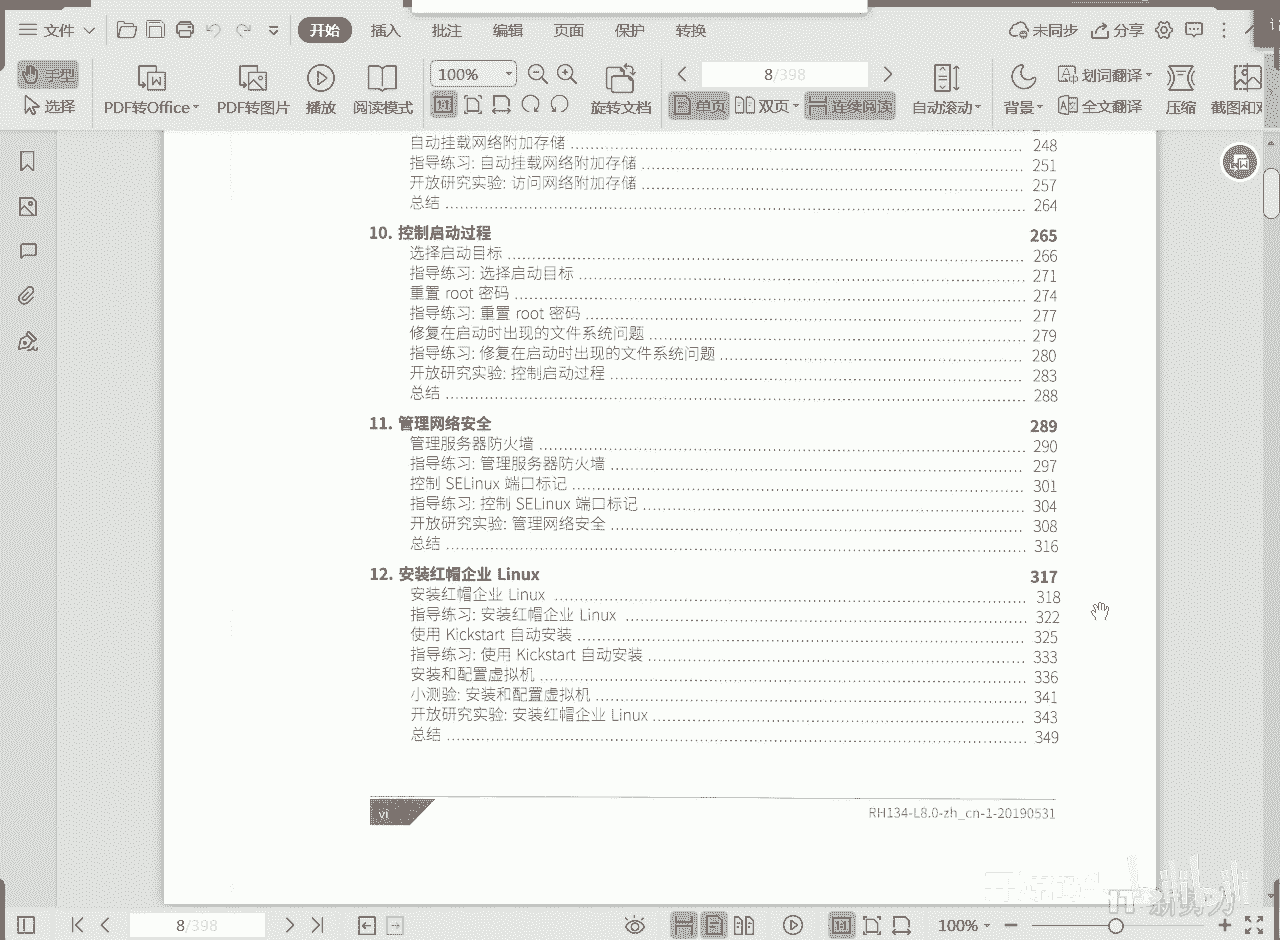 文件
开始 插入 批注 编辑 页面 保护 转换
未同步 分享
手型
选择
PDF转Office PDF转图片 播放 阅读模式
100%
旋转文档
8/398
单页 双页 连续阅读
自动滚动 背景
划词翻译
全文翻译
压缩 截图和对
自动挂载网络附加存储 248
指导练习: 自动挂载网络附加存储 251
开放研究实验: 访问网络附加存储 257
总结 264
10. 控制启动过程 265
选择启动目标 266
指导练习: 选择启动目标 271
重置 root 密码 274
指导练习: 重置 root 密码 277
修复在启动时出现的文件系统问题 279
指导练习: 修复在启动时出现的文件系统问题 280
开放研究实验: 控制启动过程 283
总结 288
11. 管理网络安全 289
管理服务器防火墙 290
指导练习: 管理服务器防火墙 297
控制 SELinux 端口标记 301
指导练习: 控制 SELinux 端口标记 304
开放研究实验: 管理网络安全 308
总结 316
12. 安装红帽企业 Linux 317
安装红帽企业 Linux 318
指导练习: 安装红帽企业 Linux 322
使用 Kickstart 自动安装 325
指导练习: 使用 Kickstart 自动安装 333
安装和配置虚拟机 336
小测验: 安装和配置虚拟机 341
开放研究实验: 安装红帽企业 Linux 343
总结 349
vi RH134-L8.0-zh_cn-1-20190531
IT
8/398
100%